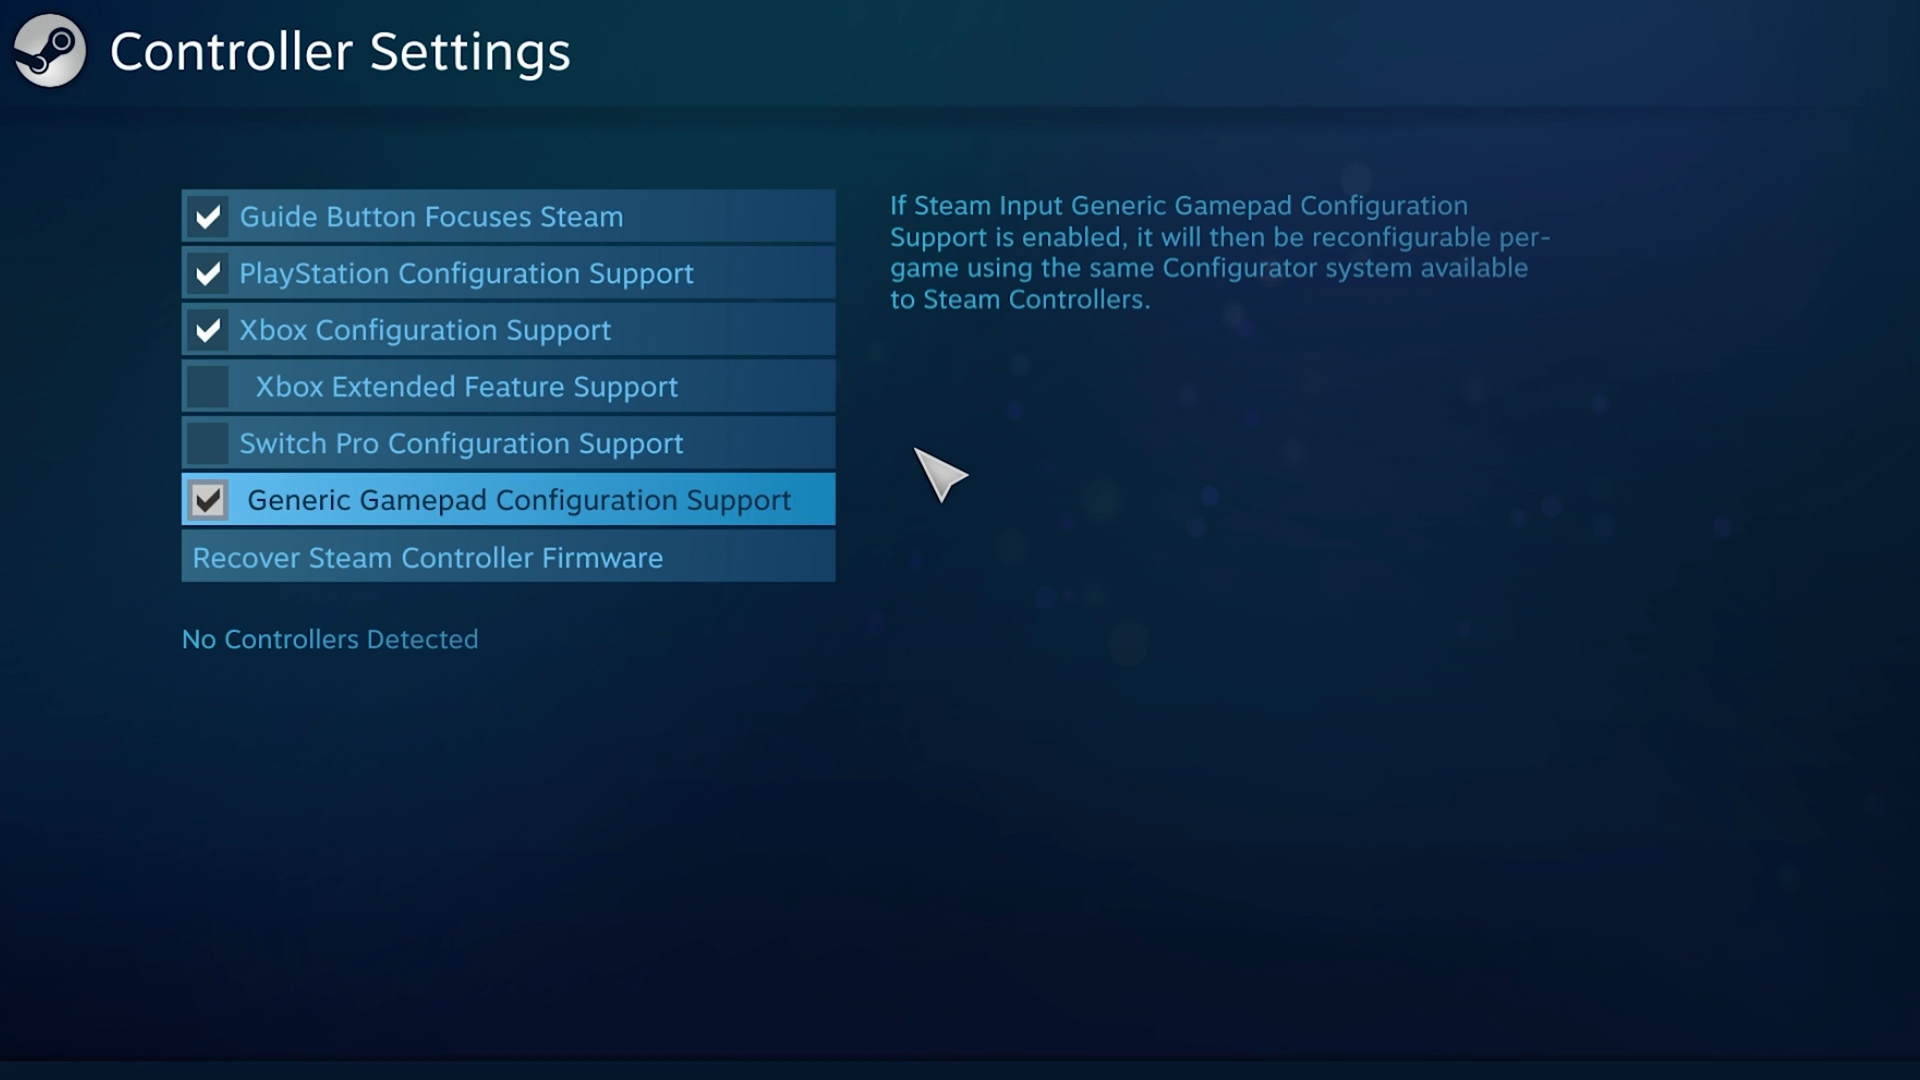 Controller Settings
Guide Button Focuses Steam
PlayStation Configuration Support
Xbox Configuration Support
Xbox Extended Feature Support
Switch Pro Configuration Support
Generic Gamepad Configuration Support
Recover Steam Controller Firmware
No Controllers Detected
If Steam Input Generic Gamepad Configuration
Support is enabled, it will then be reconfigurable per-
game using the same Configurator system available
to Steam Controllers.